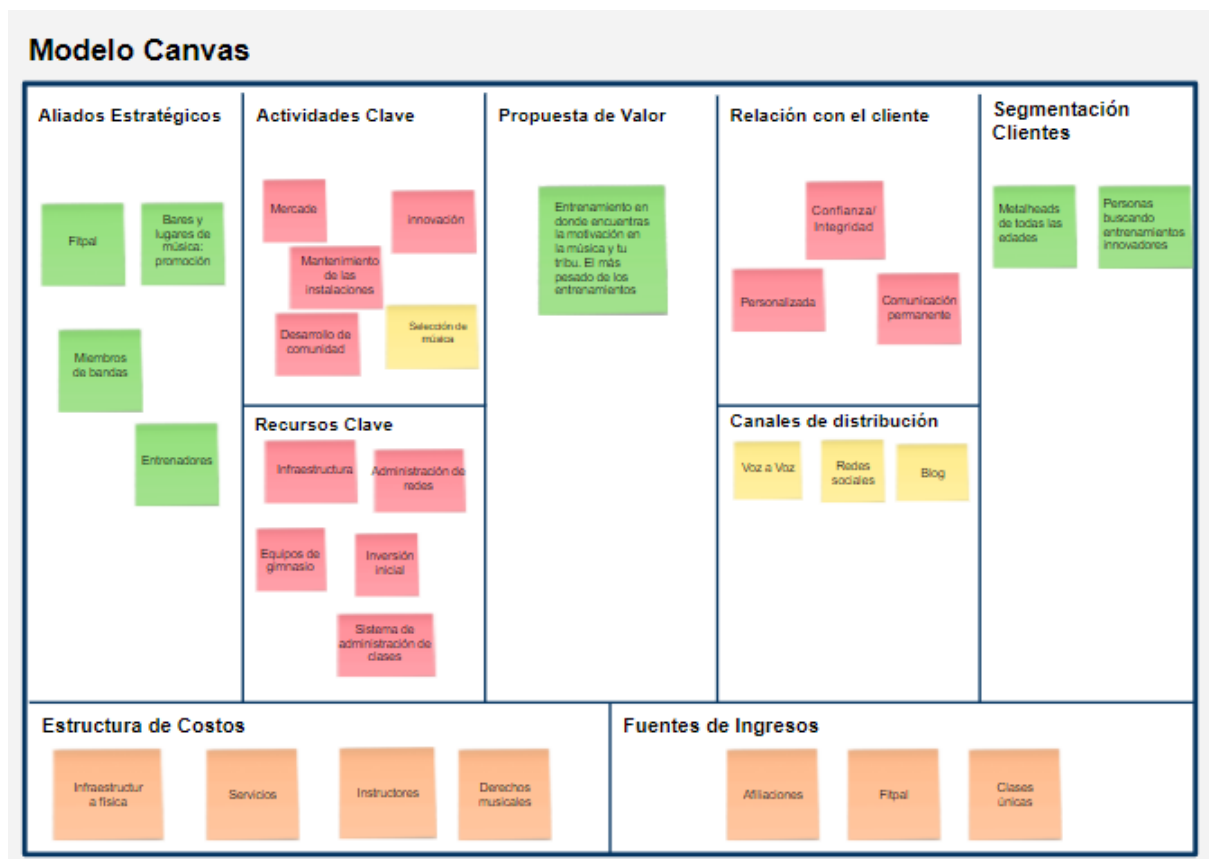 Modelo Canvas
Aliados Estratégicos
Fitpal
Bares y
lugares de
música:
promoción
Miembros
de bandas
Entrenadores
Actividades Clave
Mercade
Innovación
Mantenimiento
de las
instalaciones
Desarrollo de
comunidad
Selección de
música
Recursos Clave
Infraestructura
Administración de
redes
Equipos de
gimnasio
Inversión
inicial
Sistema de
administración de
clases
Propuesta de Valor
Entrenamiento en
donde encuentras
la motivación en
la música y tu
tribu. El más
pesado de los
entrenamientos
Relación con el cliente
Confianza/
Integridad
Personalizada
Comunicación
permanente
Canales de distribución
Voz a Voz
Redes
sociales
Blog
Segmentación
Clientes
Metalheads
de todas las
edades
Personas
buscando
entrenamientos
innovadores
Estructura de Costos
Infraestructur
a física
Servicios
Instructores
Derechos
musicales
Fuentes de Ingresos
Afiliaciones
Fitpal
Clases
únicas